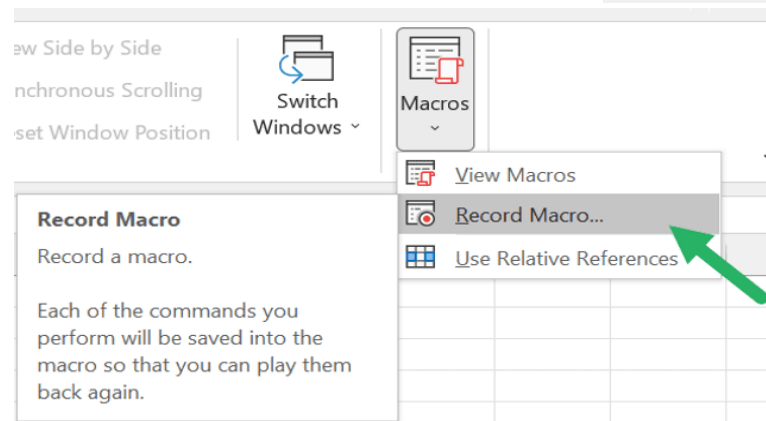 ew Side by Side
nchronous Scrolling
set Window Position
Switch
Windows
Macros
View Macros
Record Macro...
Use Relative References
Record Macro
Record a macro.
Each of the commands you
perform will be saved into the
macro so that you can play them
back again.